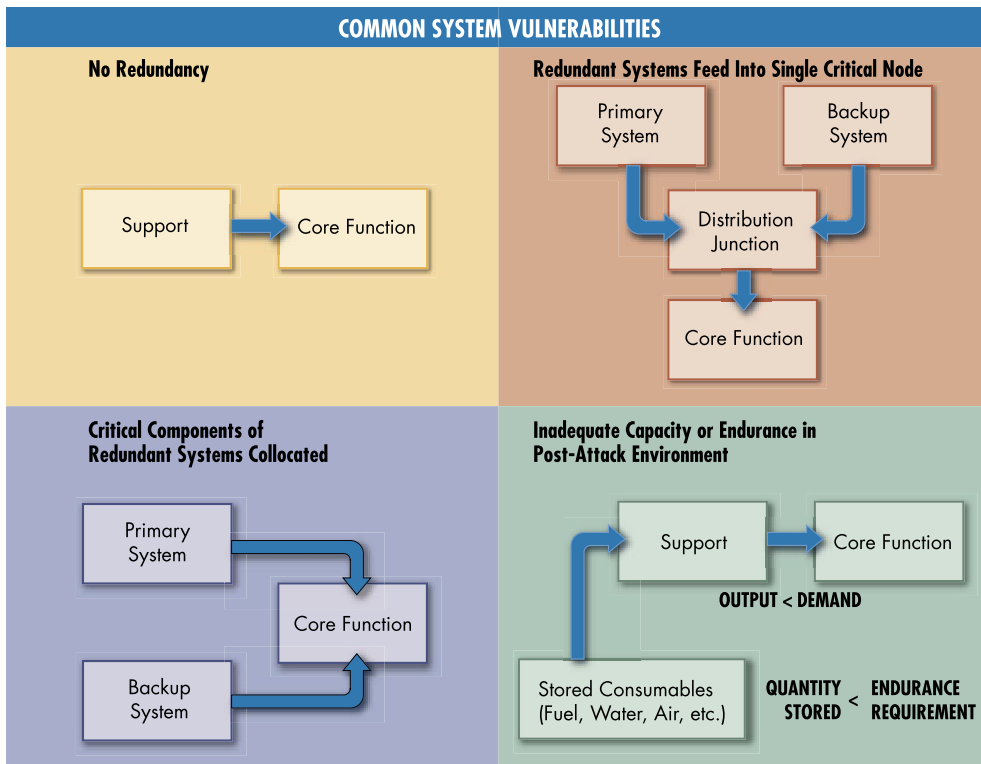 COMMON SYSTEM VULNERABILITIES
No Redundancy
Support
Core Function
Redundant Systems Feed Into Single Critical Node
Primary
System
Backup
System
Distribution
Junction
Core Function
Critical Components of
Redundant Systems Collocated
Primary
System
Core Function
Backup
System
Inadequate Capacity or Endurance in
Post-Attack Environment
Support
Core Function
OUTPUT < DEMAND
Stored Consumables
(Fuel, Water, Air, etc.)
QUANTITY
STORED
<
ENDURANCE
REQUIREMENT